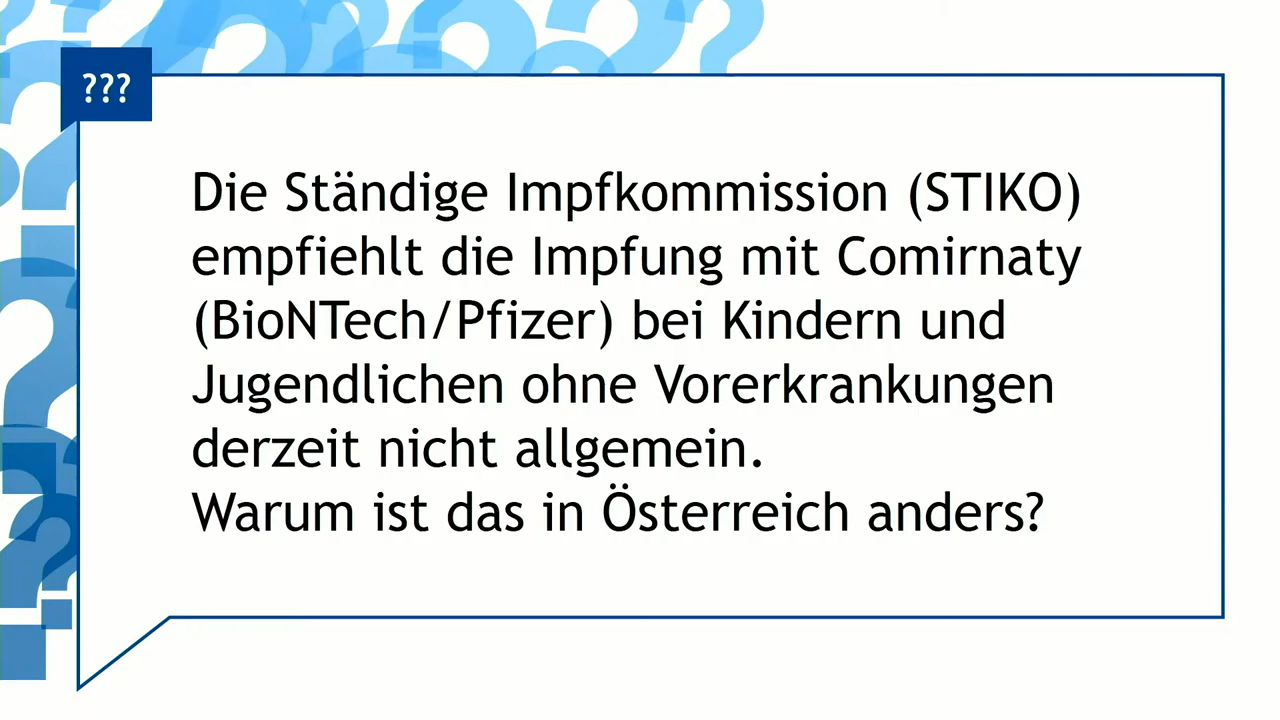 ???
Die Ständige Impfkommission (STIKO)
empfiehlt die Impfung mit Comirnaty
(BioNTech/Pfizer) bei Kindern und
Jugendlichen ohne Vorerkrankungen
derzeit nicht allgemein.
Warum ist das in Österreich anders?